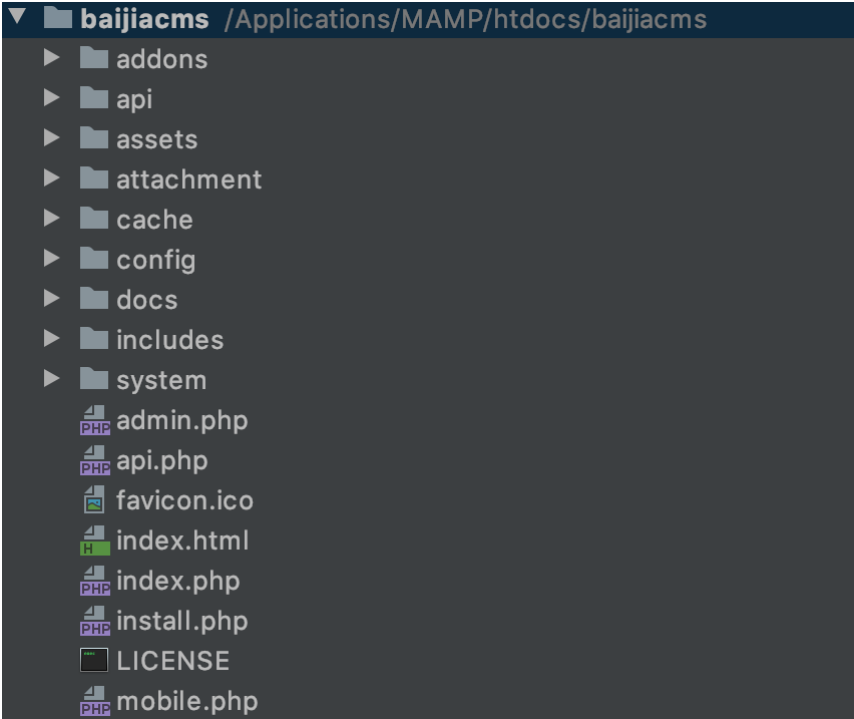 baijiacms /Applications/MAMP/htdocs/baijiacms
addons
api
assets
attachment
cache
config
docs
includes
system
PHP admin.php
PHP api.php
favicon.ico
H index.html
PHP index.php
PHP install.php
LICENSE
PHP mobile.php